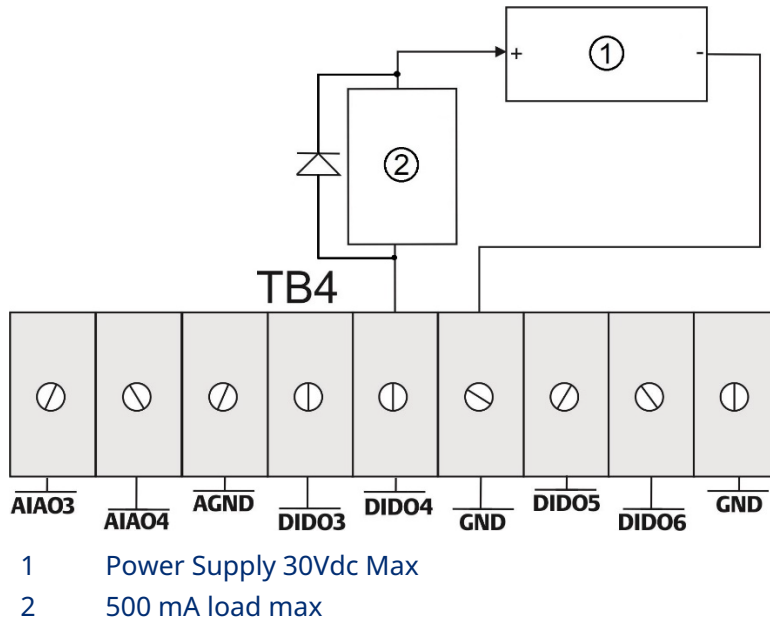 + 1 -
2
TB4
AIAO3 AIAO4 AGND DIDO3 DIDO4 GND DIDO5 DIDO6 GND
1 Power Supply 30Vdc Max
2 500 mA load max